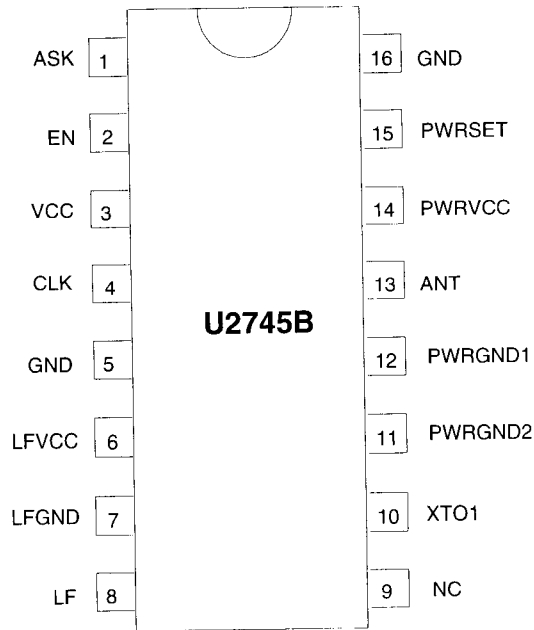 ASK 1 16 GND
EN 2 15 PWRSET
VCC 3 14 PWRVCC
CLK 4 13 ANT
U2745B
GND 5 12 PWRGND1
LFVCC 6 11 PWRGND2
LFGND 7 10 XTO1
LF 8 9 NC